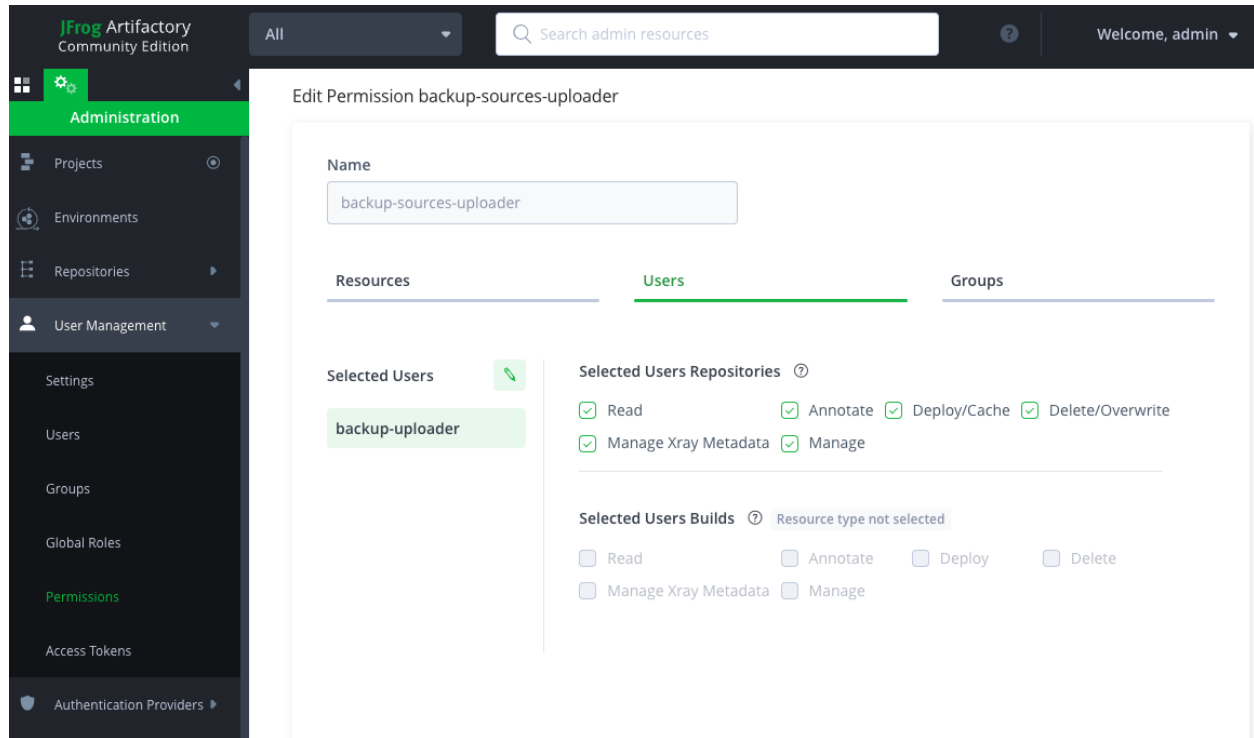 JFrog Artifactory
Community Edition
All
Search admin resources
?
Welcome, admin
Administration
Projects
Environments
Repositories
User Management
Settings
Users
Groups
Global Roles
Permissions
Access Tokens
Authentication Providers
Edit Permission backup-sources-uploader
Name
backup-sources-uploader
Resources
Users
Groups
Selected Users
backup-uploader
Selected Users Repositories ?
Read Annotate Deploy/Cache Delete/Overwrite
Manage Xray Metadata Manage
Selected Users Builds ? Resource type not selected
Read Annotate Deploy Delete
Manage Xray Metadata Manage